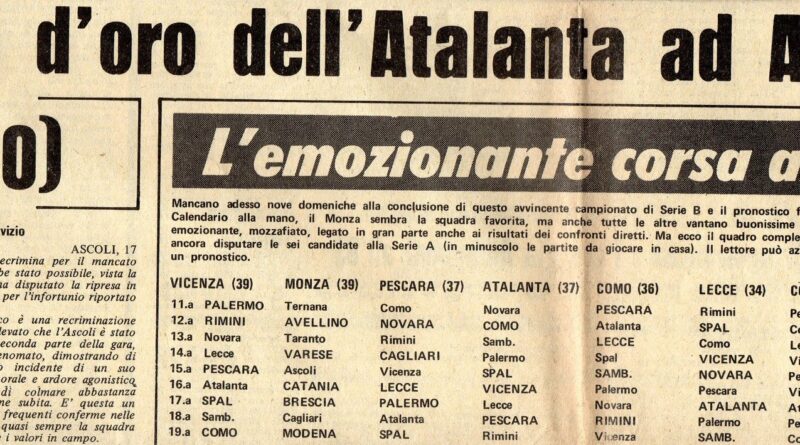 d'oro dell'Atalanta ad A
0)
L'emozionante corsa a
vizio
ASCOLI, 17
ecrimina per il mancato
be stato possibile, vista la
na disputato la ripresa in
per l'infortunio riportato
co è una recriminazione
levato che l'Ascoli è stato
seconda parte della gara,
enomato, dimostrando di
o incidente di un suo
orale e ardore agonistico
di colmare abbastanza
ne subita. E' questa un
frequenti conferme nelle
quasi sempre la squadra
e i valori in campo.
Mancano adesso nove domeniche alla conclusione di questo avvincente campionato di Serie B e il pronostico f
Calendario alla mano, il Monza sembra la squadra favorita, ma anche tutte le altre vantano buonissime
emozionante, mozzafiato, legato in gran parte anche ai risultati dei confronti diretti. Ma ecco il quadro comple
ancora disputare le sei candidate alla Serie A (in minuscolo le partite da giocare in casa). Il lettore può az
un pronostico.
VICENZA (39) MONZA (39) PESCARA (37) ATALANTA (37) COMO (36) LECCE (34)
11.a PALERMO Ternana Como Novara PESCARA Rimini Pe
12.a RIMINI AVELLINO NOVARA COMO Atalanta SPAL
13.a Novara Taranto Rimini Samb. LECCE Como
14.a Lecce VARESE CAGLIARI Palermo Spal VICENZA
15.a PESCARA Ascoli Vicenza SPAL SAMB. NOVARA
16.a Atalanta CATANIA LECCE VICENZA Palermo Pescara
17.a SPAL BRESCIA PALERMO Lecce Novara ATALANTA
18.a Samb. Cagliari Atalanta PESCARA RIMINI Palermo
19.a COMO MODENA SPAL Rimini Vicenza SAMB.